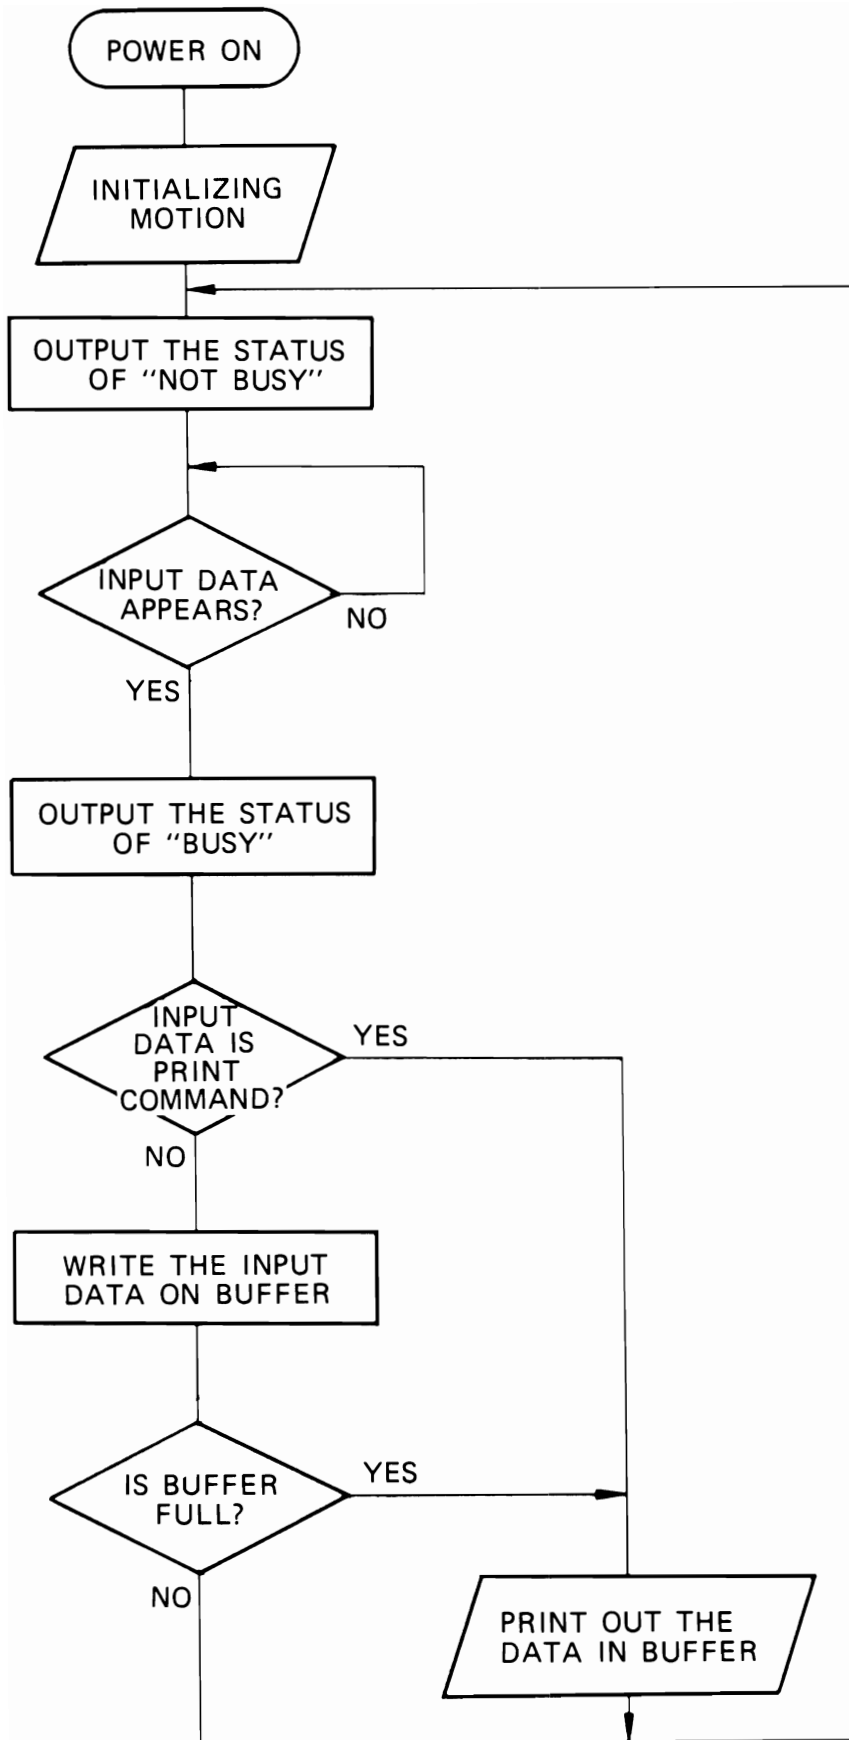 POWER ON
INITIALIZING
MOTION
OUTPUT THE STATUS
OF “NOT BUSY”
INPUT DATA
APPEARS?
NO
YES
OUTPUT THE STATUS
OF “BUSY”
INPUT
DATA IS
PRINT
COMMAND?
YES
NO
WRITE THE INPUT
DATA ON BUFFER
IS BUFFER
FULL?
YES
NO
PRINT OUT THE
DATA IN BUFFER